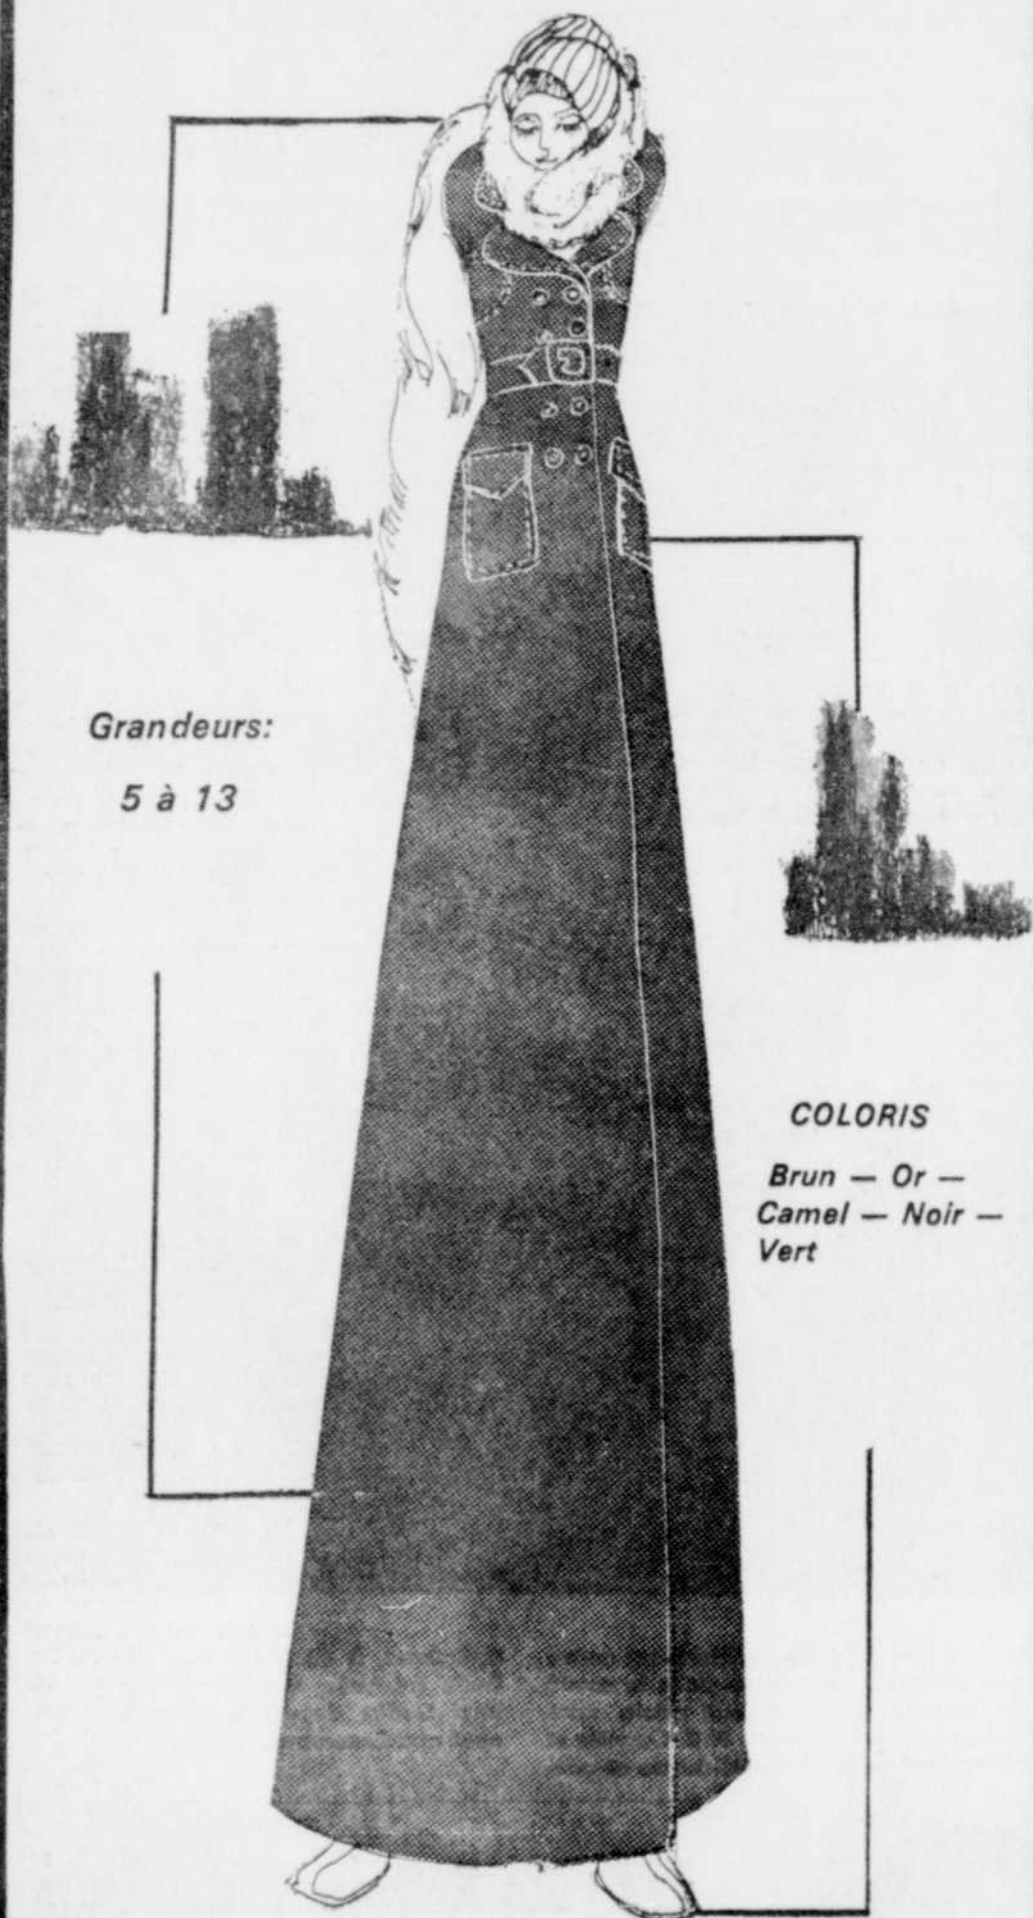 Grandeurs:
5 à 13
COLORIS
Brun — Or —
Camel — Noir —
Vert